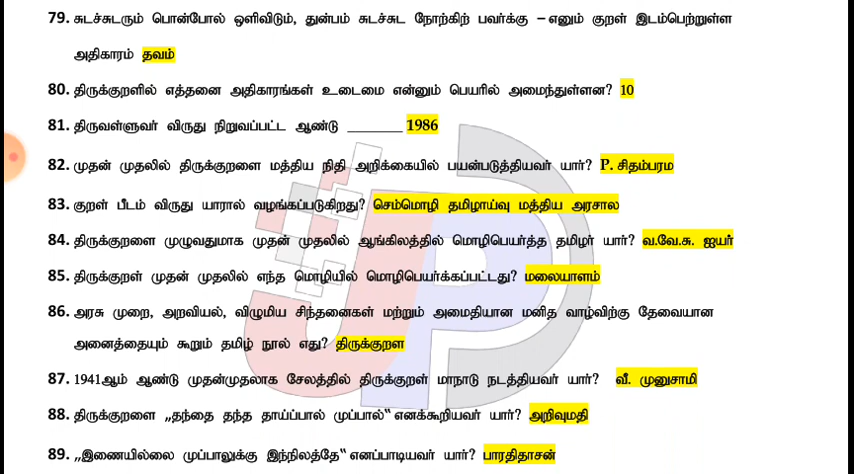 79. சுடச்சுடரும் பொன்போல் ஒளிவிடும், துன்பம் சுடச்சுட நோற்கிற் பவர்க்கு – எனும் குறள் இடம்பெற்றுள்ள
அதிகாரம் தவம்
80. திருக்குறளில் எத்தனை அதிகாரங்கள் உடைமை என்னும் பெயரில் அமைந்துள்ளன? 10
81. திருவள்ளுவர் விருது நிறுவப்பட்ட ஆண்டு ________ 1986
82. முதன் முதலில் திருக்குறளை மத்திய நிதி அறிக்கையில் பயன்படுத்தியவர் யார்? P. சிதம்பரம
83. குறள் பீடம் விருது யாரால் வழங்கப்படுகிறது? செம்மொழி தமிழாய்வு மத்திய அரசால
84. திருக்குறளை முழுவதுமாக முதன் முதலில் ஆங்கிலத்தில் மொழிபெயர்த்த தமிழர் யார்? வ.வே.சு. ஐயர்
85. திருக்குறள் முதன் முதலில் எந்த மொழியில் மொழிபெயர்க்கப்பட்டது? மலையாளம்
86. அரசு முறை, அறவியல், விழுமிய சிந்தனைகள் மற்றும் அமைதியான மனித வாழ்விற்கு தேவையான
அனைத்தையும் கூறும் தமிழ் நூல் எது? திருக்குறள
87. 1941ஆம் ஆண்டு முதன்முதலாக சேலத்தில் திருக்குறள் மாநாடு நடத்தியவர் யார்? வீ. முனுசாமி
88. திருக்குறளை „தந்தை தந்த தாய்ப்பால் முப்பால்‟ எனக்கூறியவர் யார்? அறிவுமதி
89. „இணையில்லை முப்பாலுக்கு இந்நிலத்தே‟ எனப்பாடியவர் யார்? பாரதிதாசன்